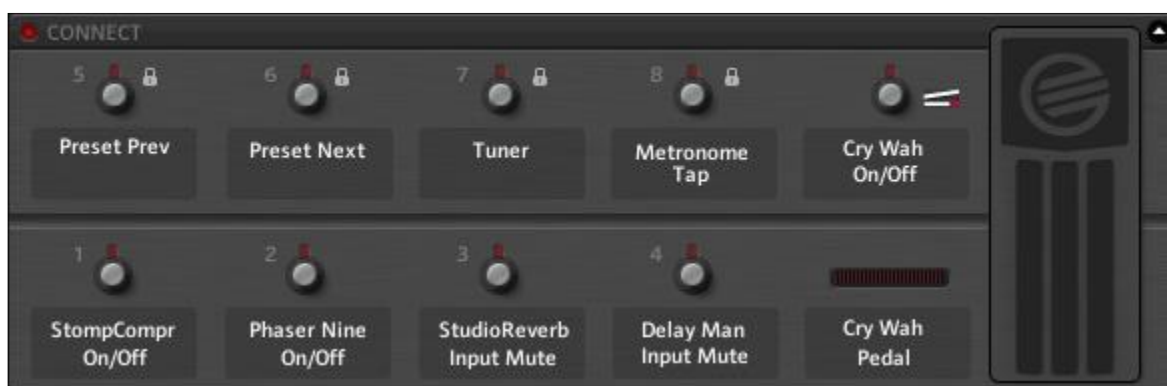 CONNECT
5
6
7
8
Preset Prev
Preset Next
Tuner
Metronome
Tap
Cry Wah
On/Off
1
2
3
4
StompCompr
On/Off
Phaser Nine
On/Off
StudioReverb
Input Mute
Delay Man
Input Mute
Cry Wah
Pedal